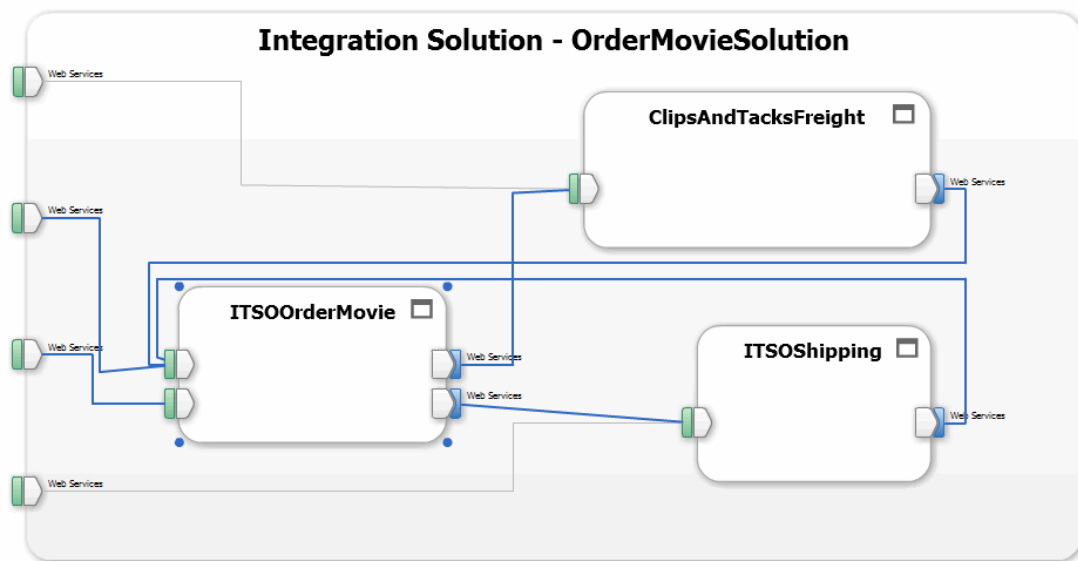 Integration Solution - OrderMovieSolution
Web Services
ClipsAndTacksFreight
Web Services
Web Services
ITSOOrderMovie
Web Services
Web Services
ITSOShipping
Web Services
Web Services
Web Services